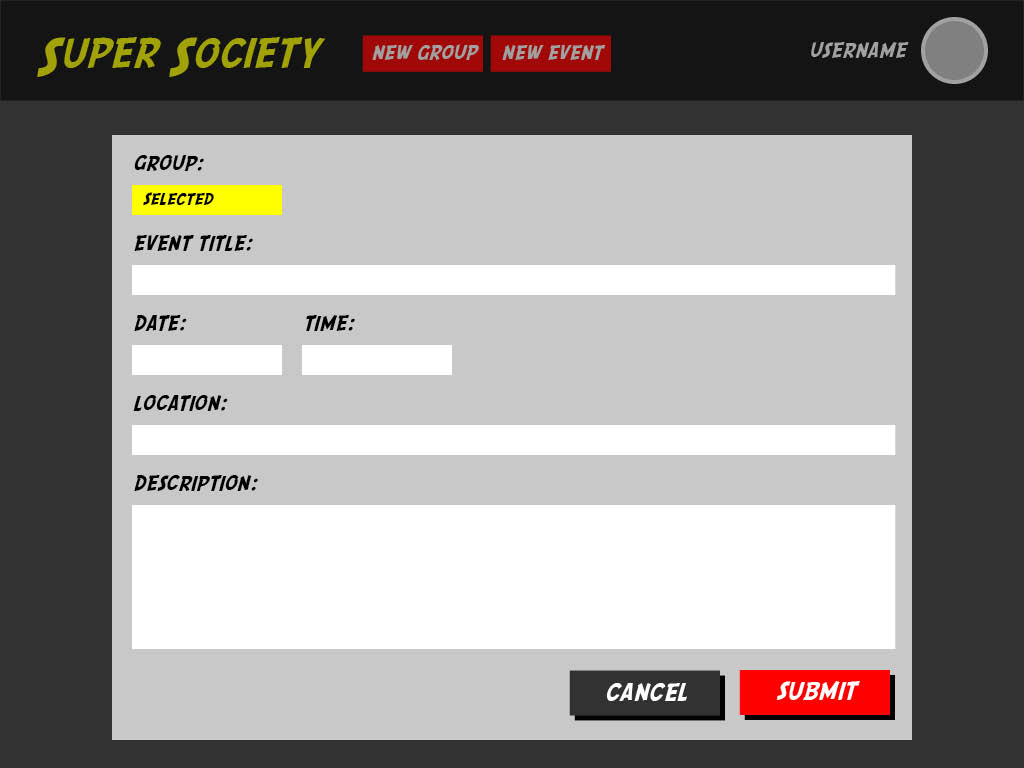 Super Society
NEW GROUP
NEW EVENT
USERNAME
GROUP:
Selected
EVENT TITLE:
DATE:
TIME:
LOCATION:
DESCRIPTION:
CANCEL
SUBMIT